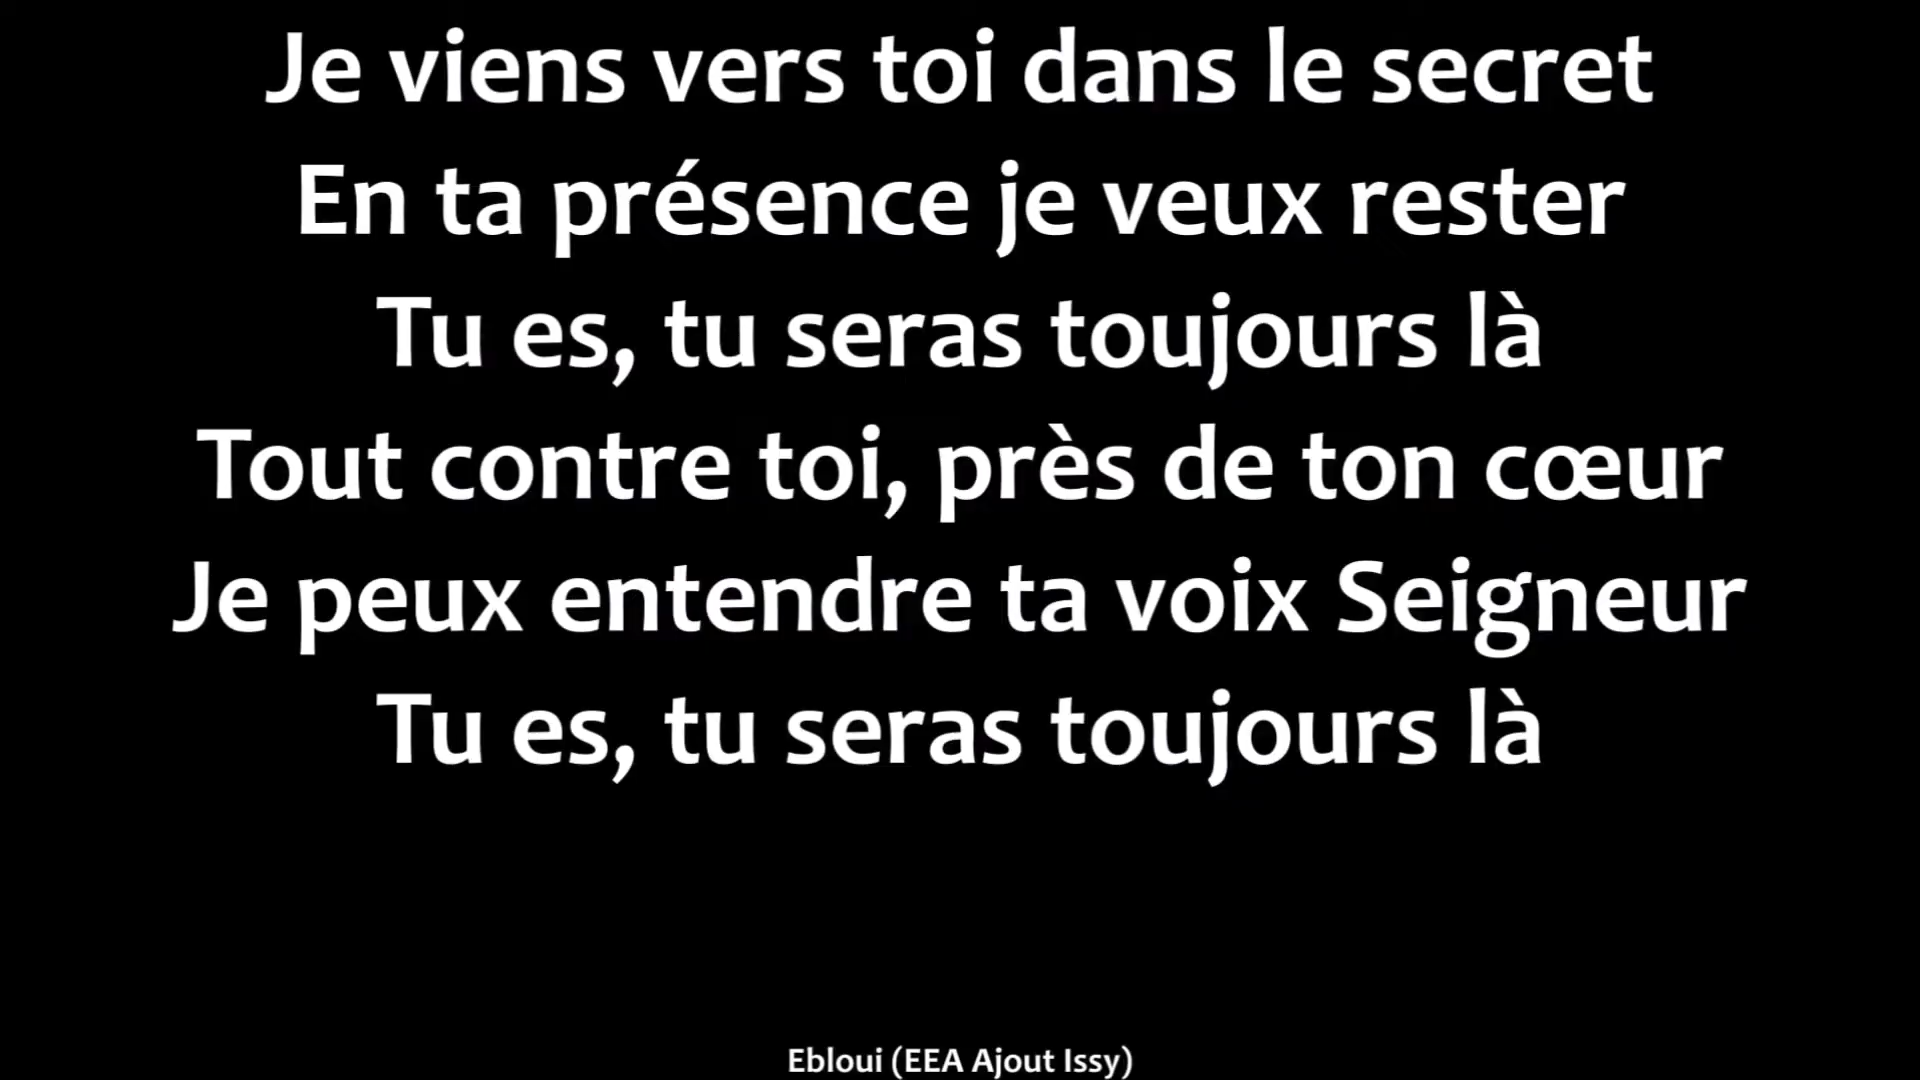 Je viens vers toi dans le secret
En ta présence je veux rester
Tu es, tu seras toujours là
Tout contre toi, près de ton cœur
Je peux entendre ta voix Seigneur
Tu es, tu seras toujours là
Ebloui (EEA Ajout Issy)